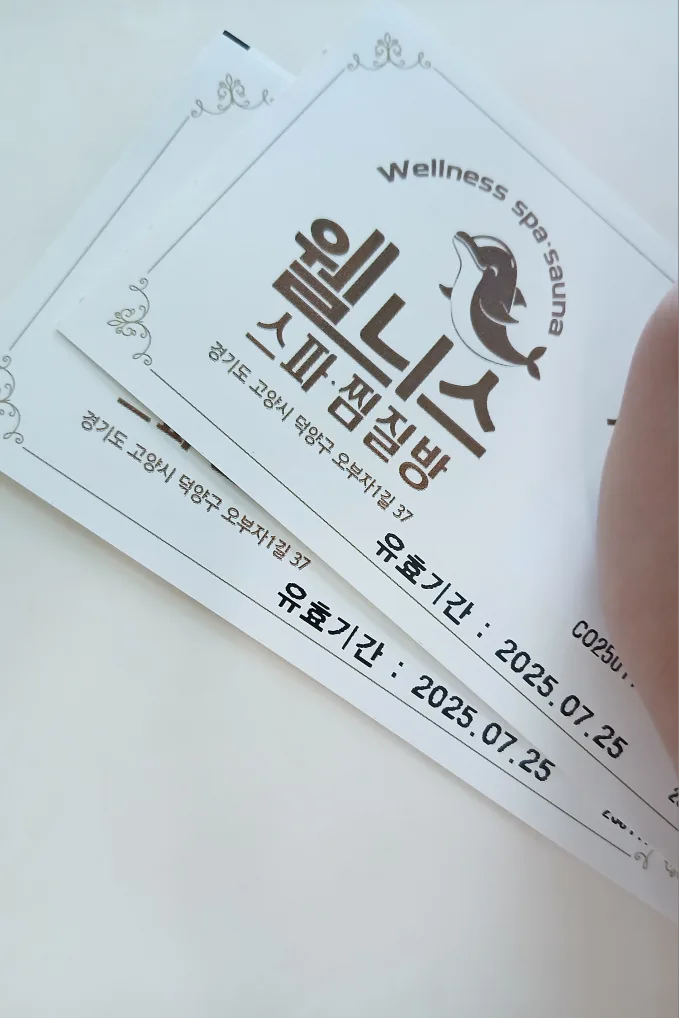 Wellness spa·sauna
웰니스
스파·찜질방
경기도 고양시 덕양구 오부자1길 37
유효기간 : 2025.07.25
경기도 고양시 덕양구 오부자1길 37
유효기간 : 2025.07.25